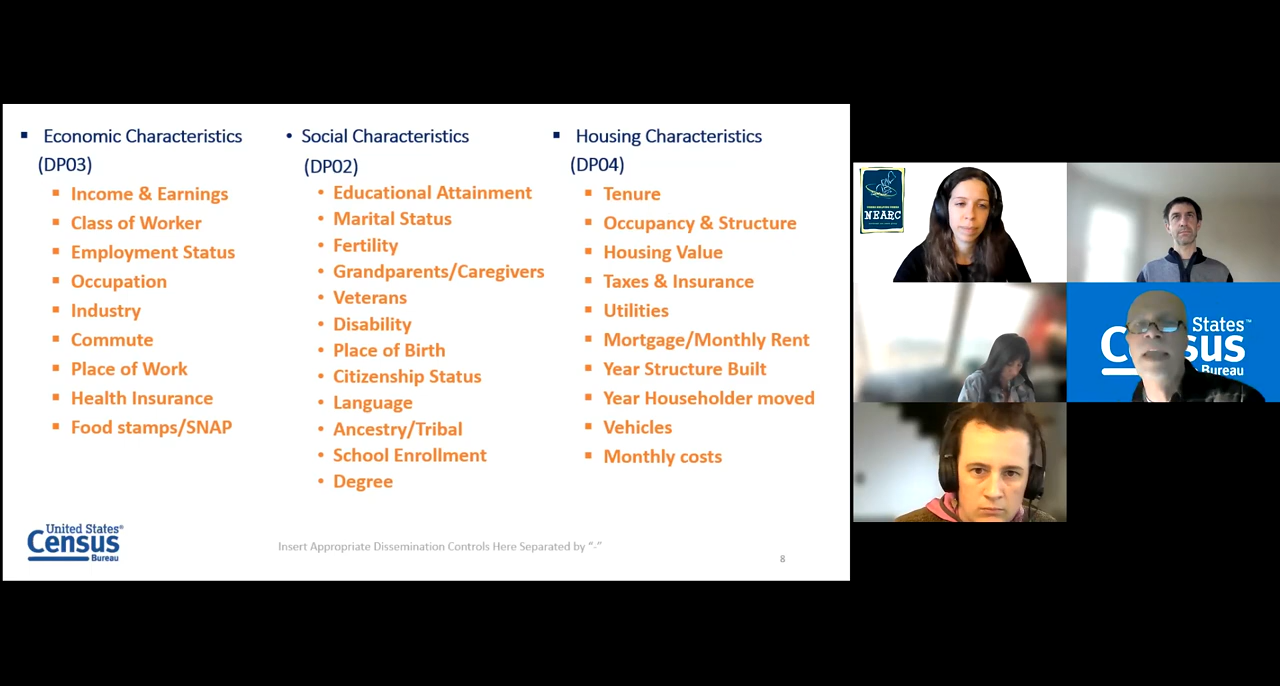 Economic Characteristics
(DP03)
Income & Earnings
Class of Worker
Employment Status
Occupation
Industry
Commute
Place of Work
Health Insurance
Food stamps/SNAP
Social Characteristics
(DP02)
Educational Attainment
Marital Status
Fertility
Grandparents/Caregivers
Veterans
Disability
Place of Birth
Citizenship Status
Language
Ancestry/Tribal
School Enrollment
Degree
Housing Characteristics
(DP04)
Tenure
Occupancy & Structure
Housing Value
Taxes & Insurance
Utilities
Mortgage/Monthly Rent
Year Structure Built
Year Householder moved
Vehicles
Monthly costs
United States®
Census
Bureau
Insert Appropriate Dissemination Controls Here Separated by “-”
8
NEARC
States™
C sus
Bureau